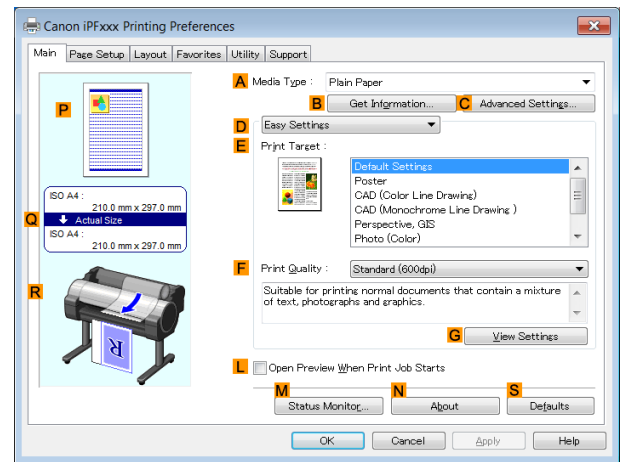 Canon iPFxxx Printing Preferences
Main Page Setup Layout Favorites Utility Support
A Media Type : Plain Paper
B Get Information... C Advanced Settings...
P
D Easy Settings
E Print Target :
Default Settings
Poster
CAD (Color Line Drawing)
CAD (Monochrome Line Drawing )
Perspective, GIS
Photo (Color)
ISO A4 :
210.0 mm x 297.0 mm
Q Actual Size
ISO A4 :
210.0 mm x 297.0 mm
F Print Quality : Standard (600dpi)
Suitable for printing normal documents that contain a mixture
of text, photographs and graphics.
R
R
G View Settings
L Open Preview When Print Job Starts
M N S
Status Monitor... About Defaults
OK Cancel Apply Help